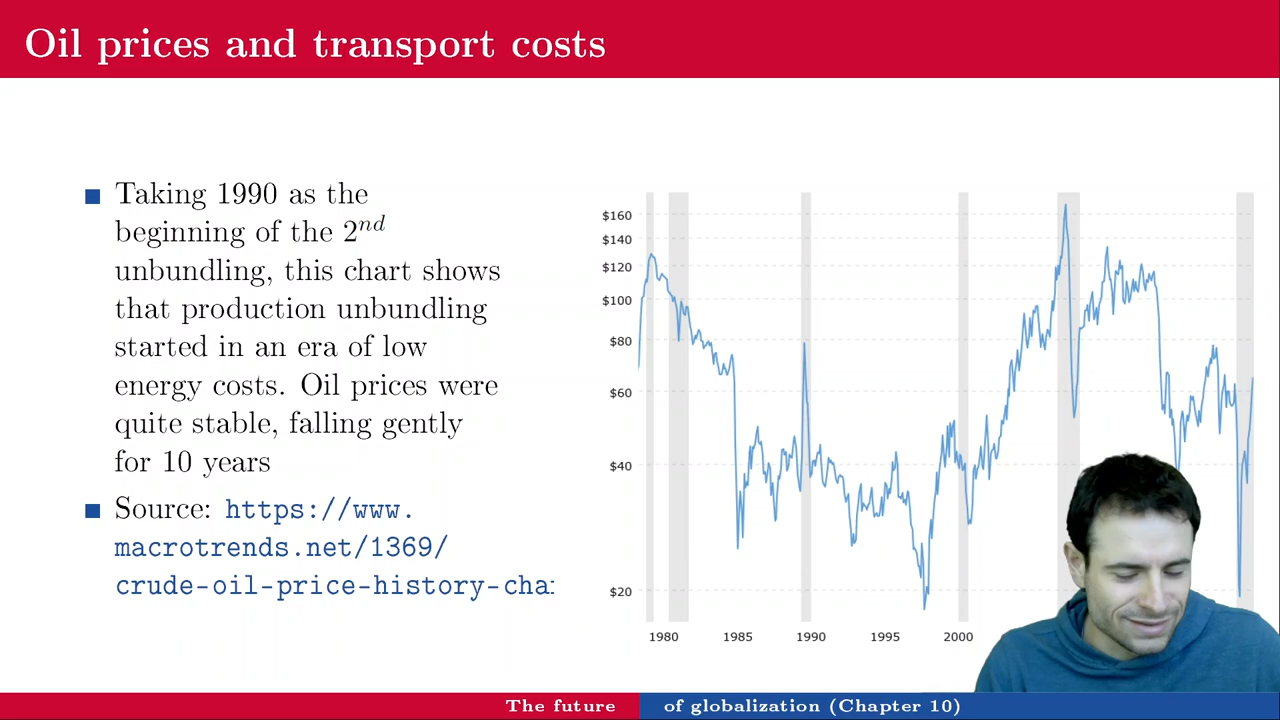 Oil prices and transport costs
Taking 1990 as the
beginning of the 2nd
unbundling, this chart shows
that production unbundling
started in an era of low
energy costs. Oil prices were
quite stable, falling gently
for 10 years
Source: https://www.
macrotrends.net/1369/
crude-oil-price-history-cha
$160
$140
$120
$100
$80
$60
$40
$20
1980 1985 1990 1995 2000
The future of globalization (Chapter 10)